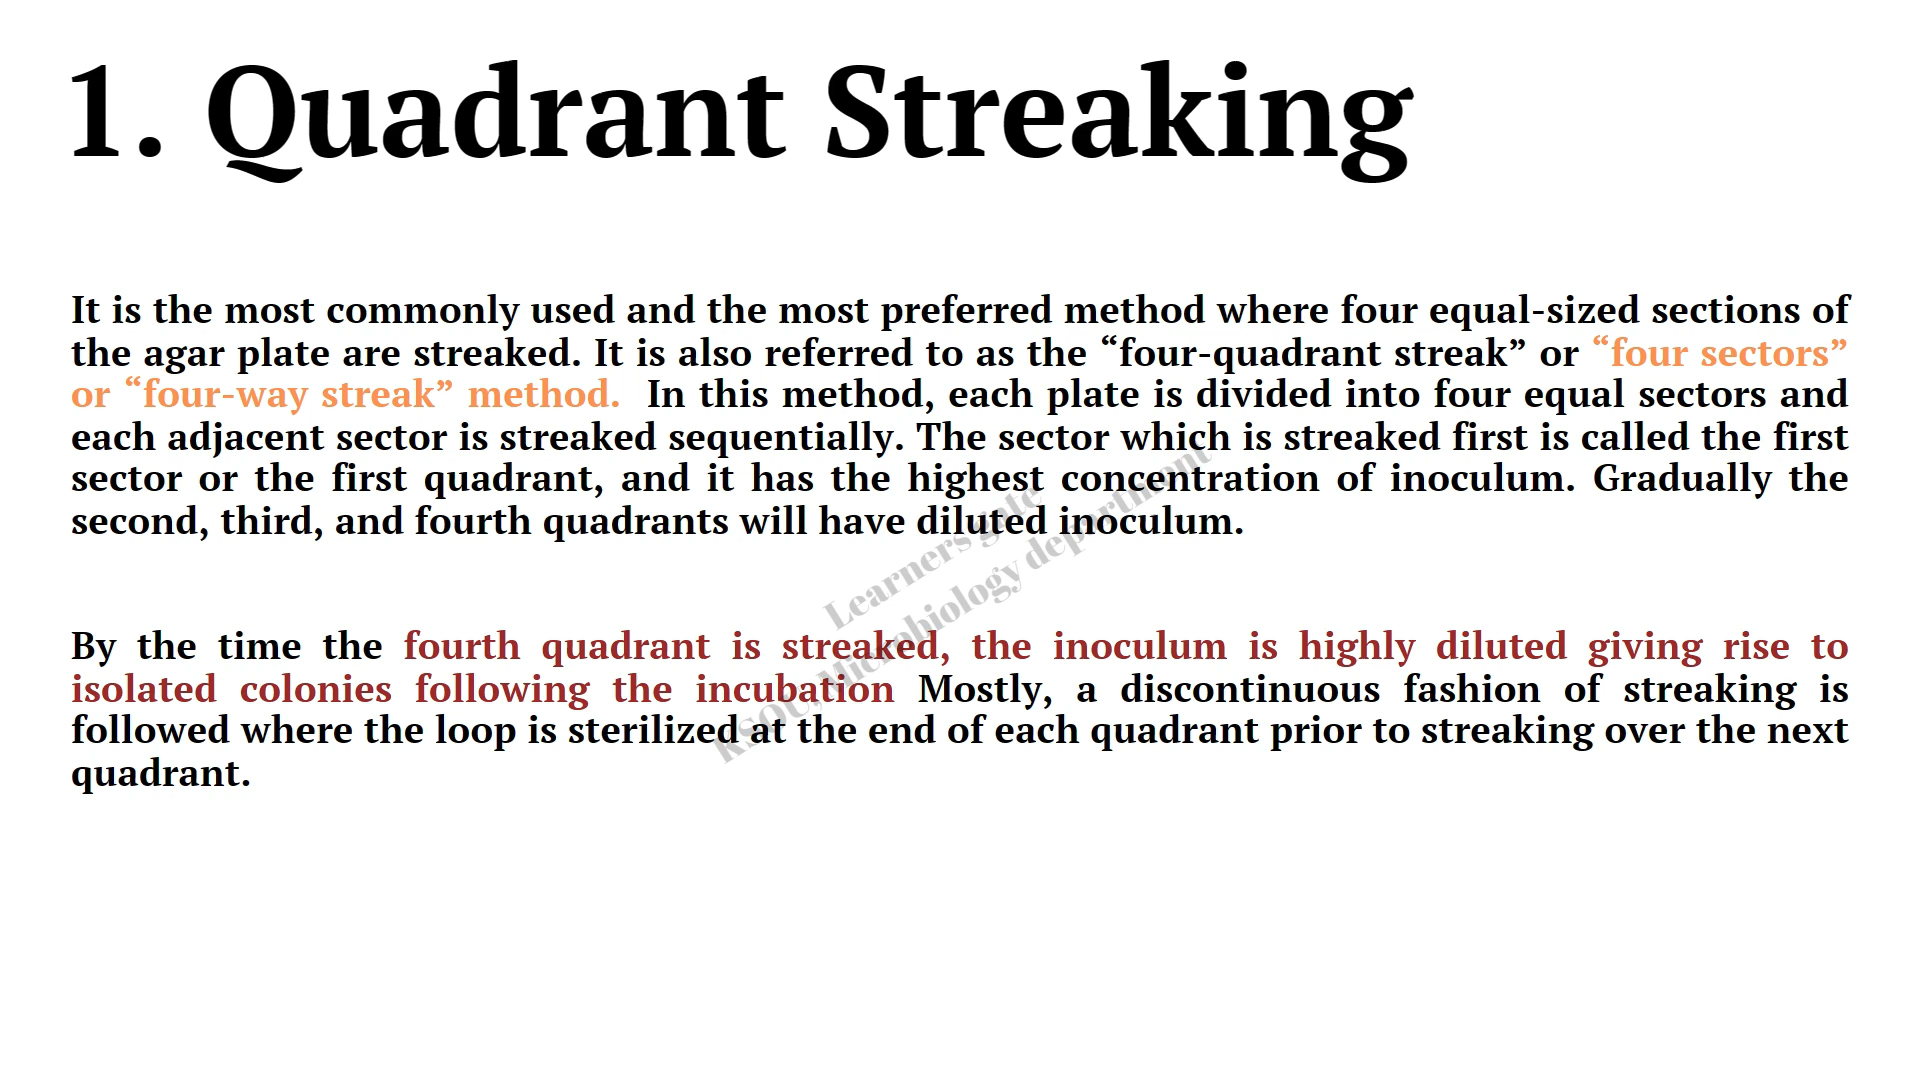 1. Quadrant Streaking
It is the most commonly used and the most preferred method where four equal-sized sections of
the agar plate are streaked. It is also referred to as the “four-quadrant streak” or “four sectors”
or “four-way streak” method.  In this method, each plate is divided into four equal sectors and
each adjacent sector is streaked sequentially. The sector which is streaked first is called the first
sector or the first quadrant, and it has the highest concentration of inoculum. Gradually the
second, third, and fourth quadrants will have diluted inoculum.
By the time the fourth quadrant is streaked, the inoculum is highly diluted giving rise to
isolated colonies following the incubation Mostly, a discontinuous fashion of streaking is
followed where the loop is sterilized at the end of each quadrant prior to streaking over the next
quadrant.
Learners gate
KSOU, Microbiology department